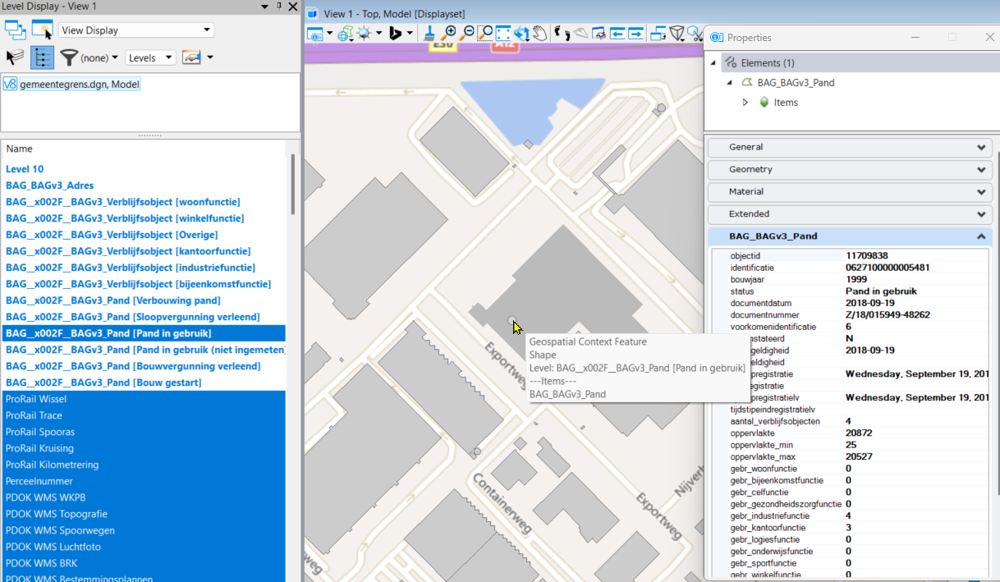 Level Display - View 1
View Display
(none)
Levels
gemeentegrens.dgn, Model
Name
Level 10
BAG_BAGv3_Adres
BAG__x002F__BAGv3_Verblijfsobject [woonfunctie]
BAG__x002F__BAGv3_Verblijfsobject [winkelfunctie]
BAG__x002F__BAGv3_Verblijfsobject [Overige]
BAG__x002F__BAGv3_Verblijfsobject [kantoorfunctie]
BAG__x002F__BAGv3_Verblijfsobject [industriefunctie]
BAG__x002F__BAGv3_Verblijfsobject [bijeenkomstfunctie]
BAG__x002F__BAGv3_Pand [Verbouwing pand]
BAG__x002F__BAGv3_Pand [Sloopvergunning verleend]
BAG__x002F__BAGv3_Pand [Pand in gebruik]
BAG__x002F__BAGv3_Pand [Pand in gebruik (niet ingemeten)
BAG__x002F__BAGv3_Pand [Bouwvergunning verleend]
BAG__x002F__BAGv3_Pand [Bouw gestart]
ProRail Wissel
ProRail Trace
ProRail Spooras
ProRail Kruising
ProRail Kilometrering
Perceelnummer
PDOK WMS WKPB
PDOK WMS Topografie
PDOK WMS Spoorwegen
PDOK WMS Luchtfoto
PDOK WMS BRK
PDOK WMS Bestemmingsplannen
View 1 - Top, Model [Displayset]
E30
A12
Exportweg
Containerweg
Exportweg
Nijverh
weg
Geospatial Context Feature
Shape
Level: BAG__x002F__BAGv3_Pand [Pand in gebruik]
---Items---
BAG_BAGv3_Pand
Properties
Elements (1)
BAG_BAGv3_Pand
Items
General
Geometry
Material
Extended
BAG_BAGv3_Pand
objectid 11709838
identificatie 0627100000005481
bouwjaar 1999
status Pand in gebruik
documentdatum 2018-09-19
documentnummer Z/18/015949-48262
voorkomenidentificatie 6
nstateerd N
geldigheid 2018-09-19
eldigheid
pregistratie Wednesday, September 19, 201
egistratie
pregistratielv Wednesday, September 19, 201
tijdstipeindregistratielv
aantal_verblijfsobjecten 4
oppervlakte 20872
oppervlakte_min 25
oppervlakte_max 20527
gebr_woonfunctie 0
gebr_bijeenkomstfunctie 0
gebr_celfunctie 0
gebr_gezondheidszorgfunctie 0
gebr_industriefunctie 4
gebr_kantoorfunctie 3
gebr_logiesfunctie 0
gebr_onderwijsfunctie 0
gebr_sportfunctie 0
gebr_winkelfunctie 0